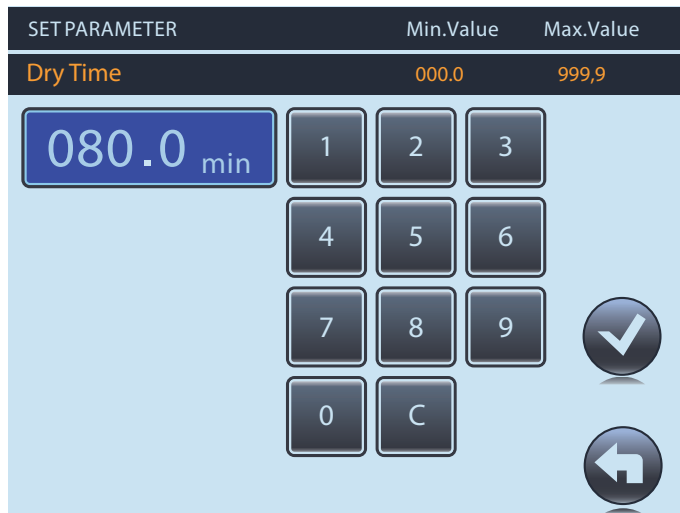 SET PARAMETER Min.Value Max.Value
Dry Time 000.0 999,9
080.0 min
1 2 3
4 5 6
7 8 9
0 C